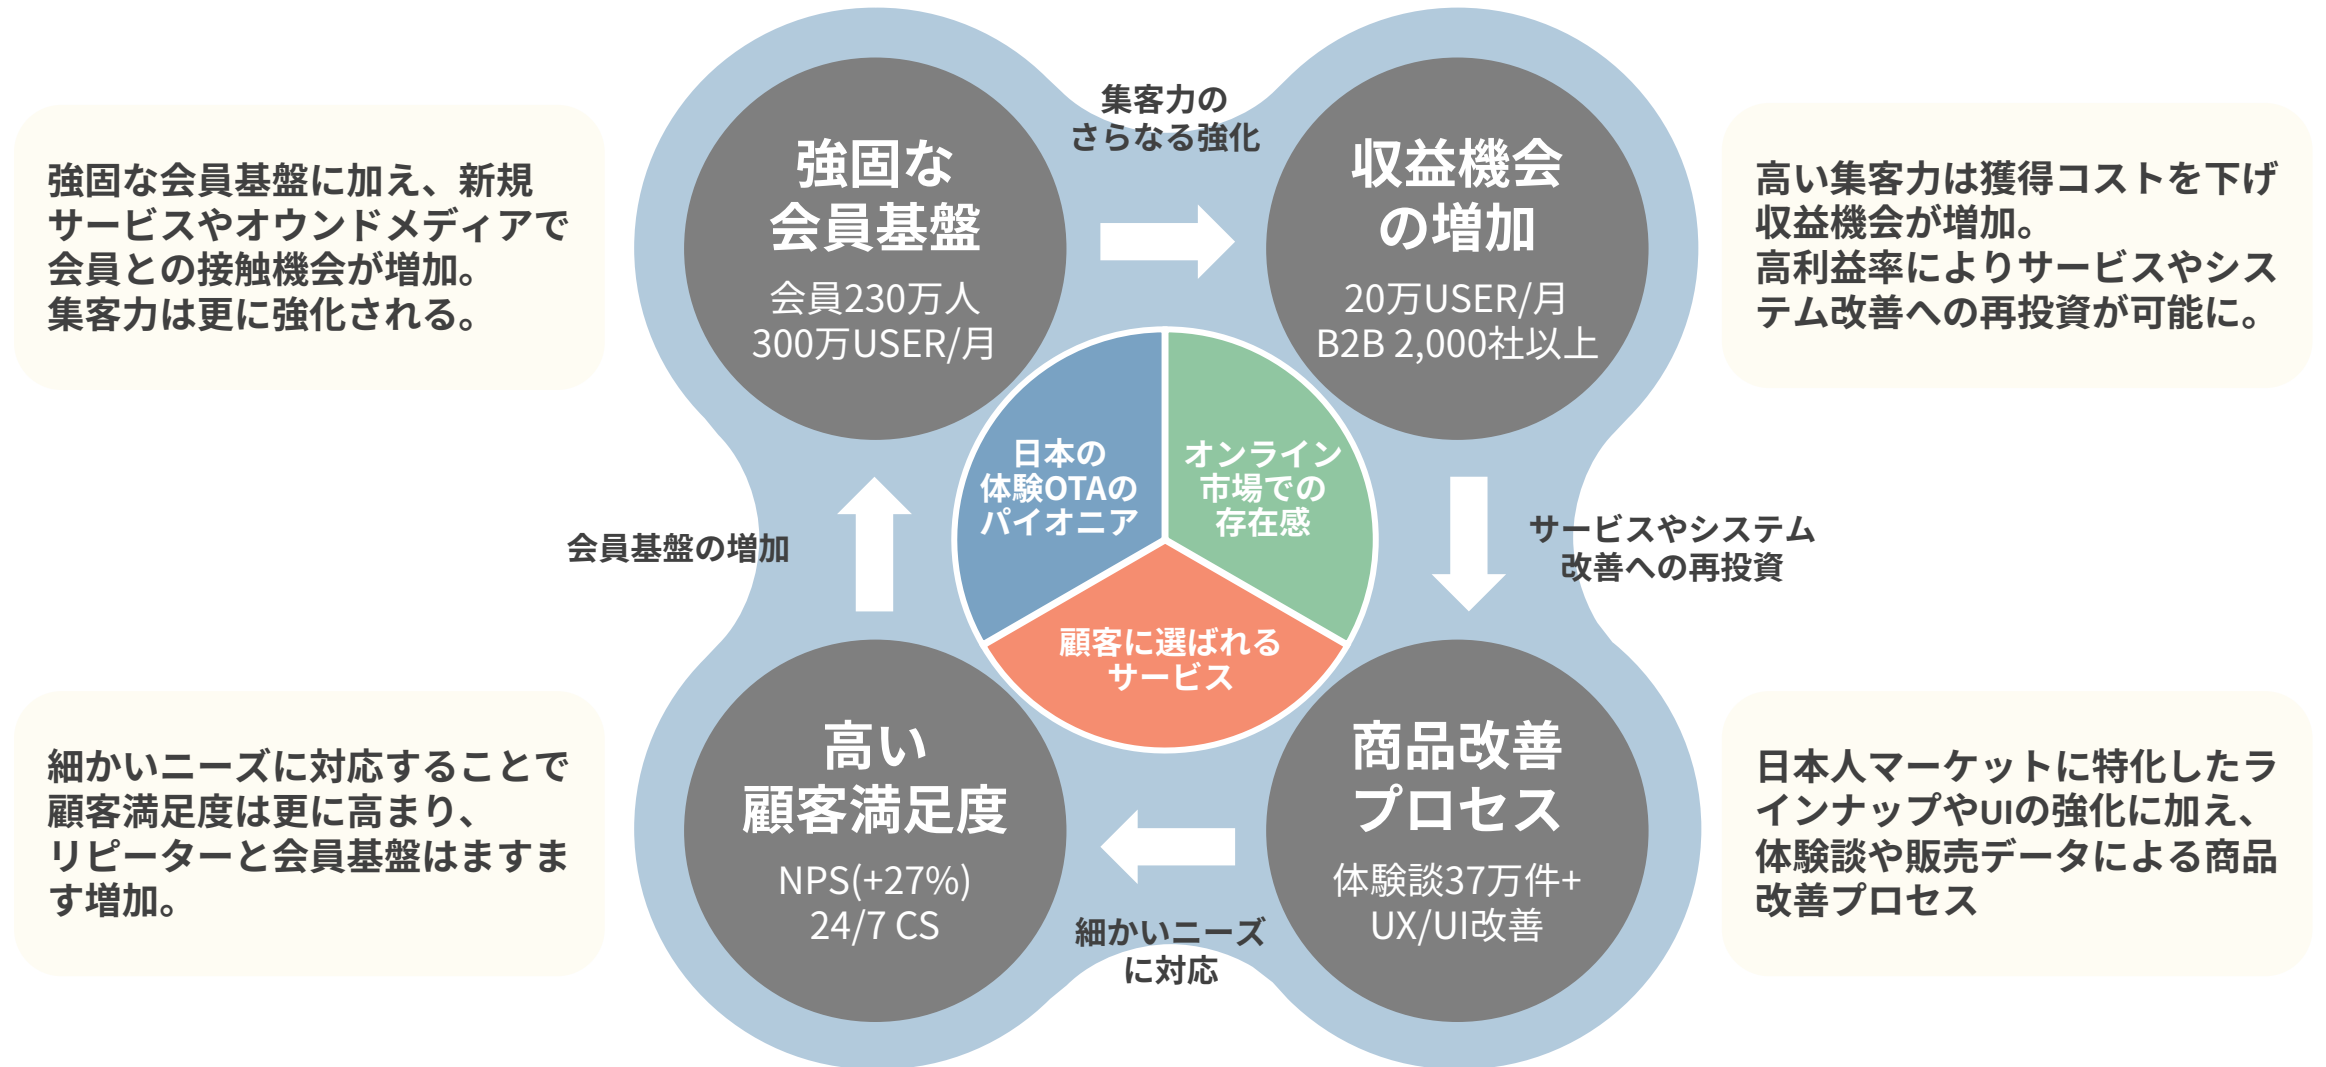 強固な会員基盤に加え、新規
サービスやオウンドメディアで
会員との接触機会が増加。
集客力は更に強化される。
強固な
会員基盤
会員230万人
300万USER/月
集客力の
さらなる強化
収益機会
の増加
20万USER/月
B2B 2,000社以上
高い集客力は獲得コストを下げ
収益機会が増加。
高利益率によりサービスやシス
テム改善への再投資が可能に。
会員基盤の増加
日本の
体験OTAの
パイオニア
オンライン
市場での
存在感
顧客に選ばれる
サービス
サービスやシステム
改善への再投資
細かいニーズに対応することで
顧客満足度は更に高まり、
リピーターと会員基盤はますま
す増加。
高い
顧客満足度
NPS(+27%)
24/7 CS
細かいニーズ
に対応
商品改善
プロセス
体験談37万件+
UX/UI改善
日本人マーケットに特化したラ
インナップやUIの強化に加え、
体験談や販売データによる商品
改善プロセス